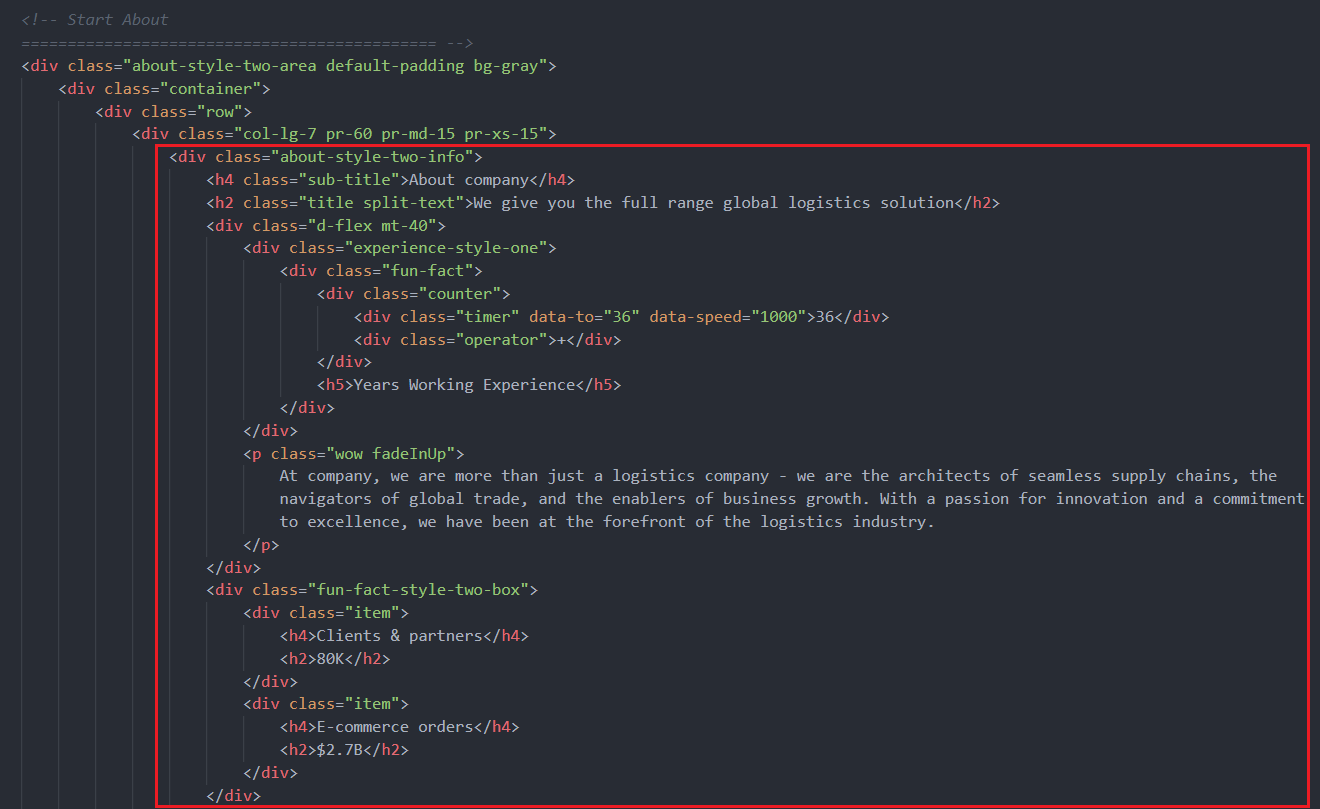 <!-- Start About
============================================= -->
<div class="about-style-two-area default-padding bg-gray">
    <div class="container">
        <div class="row">
            <div class="col-lg-7 pr-60 pr-md-15 pr-xs-15">
                <div class="about-style-two-info">
                    <h4 class="sub-title">About company</h4>
                    <h2 class="title split-text">We give you the full range global logistics solution</h2>
                    <div class="d-flex mt-40">
                        <div class="experience-style-one">
                            <div class="fun-fact">
                                <div class="counter">
                                    <div class="timer" data-to="36" data-speed="1000">36</div>
                                    <div class="operator">+</div>
                                </div>
                                <h5>Years Working Experience</h5>
                            </div>
                        </div>
                        <p class="wow fadeInUp">
                            At company, we are more than just a logistics company - we are the architects of seamless supply chains, the
                            navigators of global trade, and the enablers of business growth. With a passion for innovation and a commitment
                            to excellence, we have been at the forefront of the logistics industry.
                        </p>
                    </div>
                    <div class="fun-fact-style-two-box">
                        <div class="item">
                            <h4>Clients & partners</h4>
                            <h2>80K</h2>
                        </div>
                        <div class="item">
                            <h4>E-commerce orders</h4>
                            <h2>$2.7B</h2>
                        </div>
                    </div>